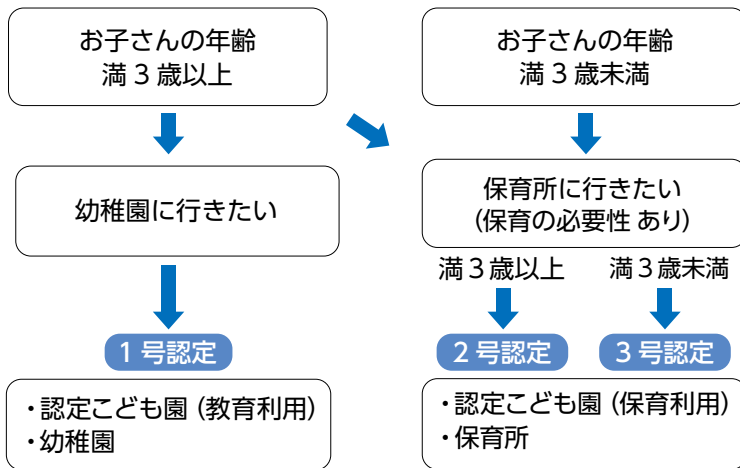 お子さんの年齢
満3歳以上
お子さんの年齢
満3歳未満
幼稚園に行きたい
保育所に行きたい
(保育の必要性 あり)
満3歳以上
満3歳未満
1号認定
2号認定
3号認定
・認定こども園(教育利用)
・幼稚園
・認定こども園(保育利用)
・保育所